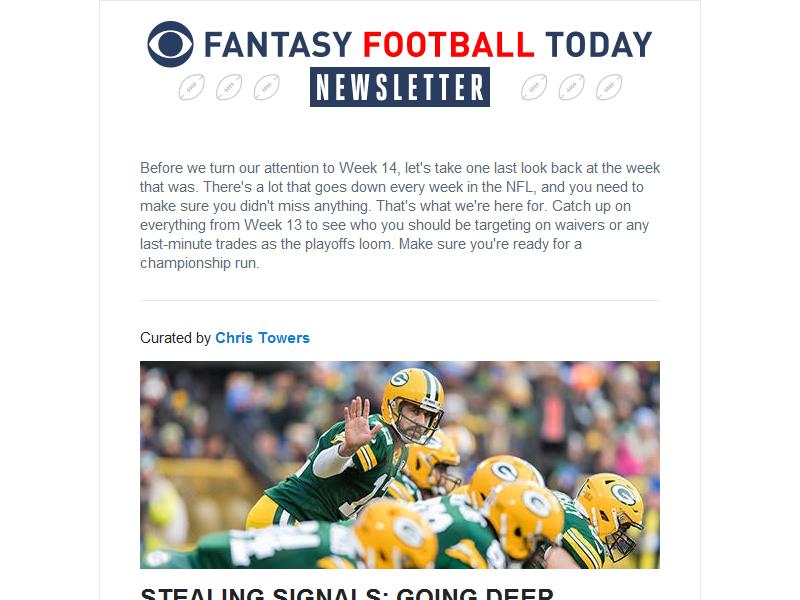 FANTASY FOOTBALL TODAY
NEWSLETTER
Before we turn our attention to Week 14, let's take one last look back at the week
that was. There's a lot that goes down every week in the NFL, and you need to
make sure you didn't miss anything. That's what we're here for. Catch up on
everything from Week 13 to see who you should be targeting on waivers or any
last-minute trades as the playoffs loom. Make sure you're ready for a
championship run.
Curated by Chris Towers
STEALING SIGNALS: GOING DEEP